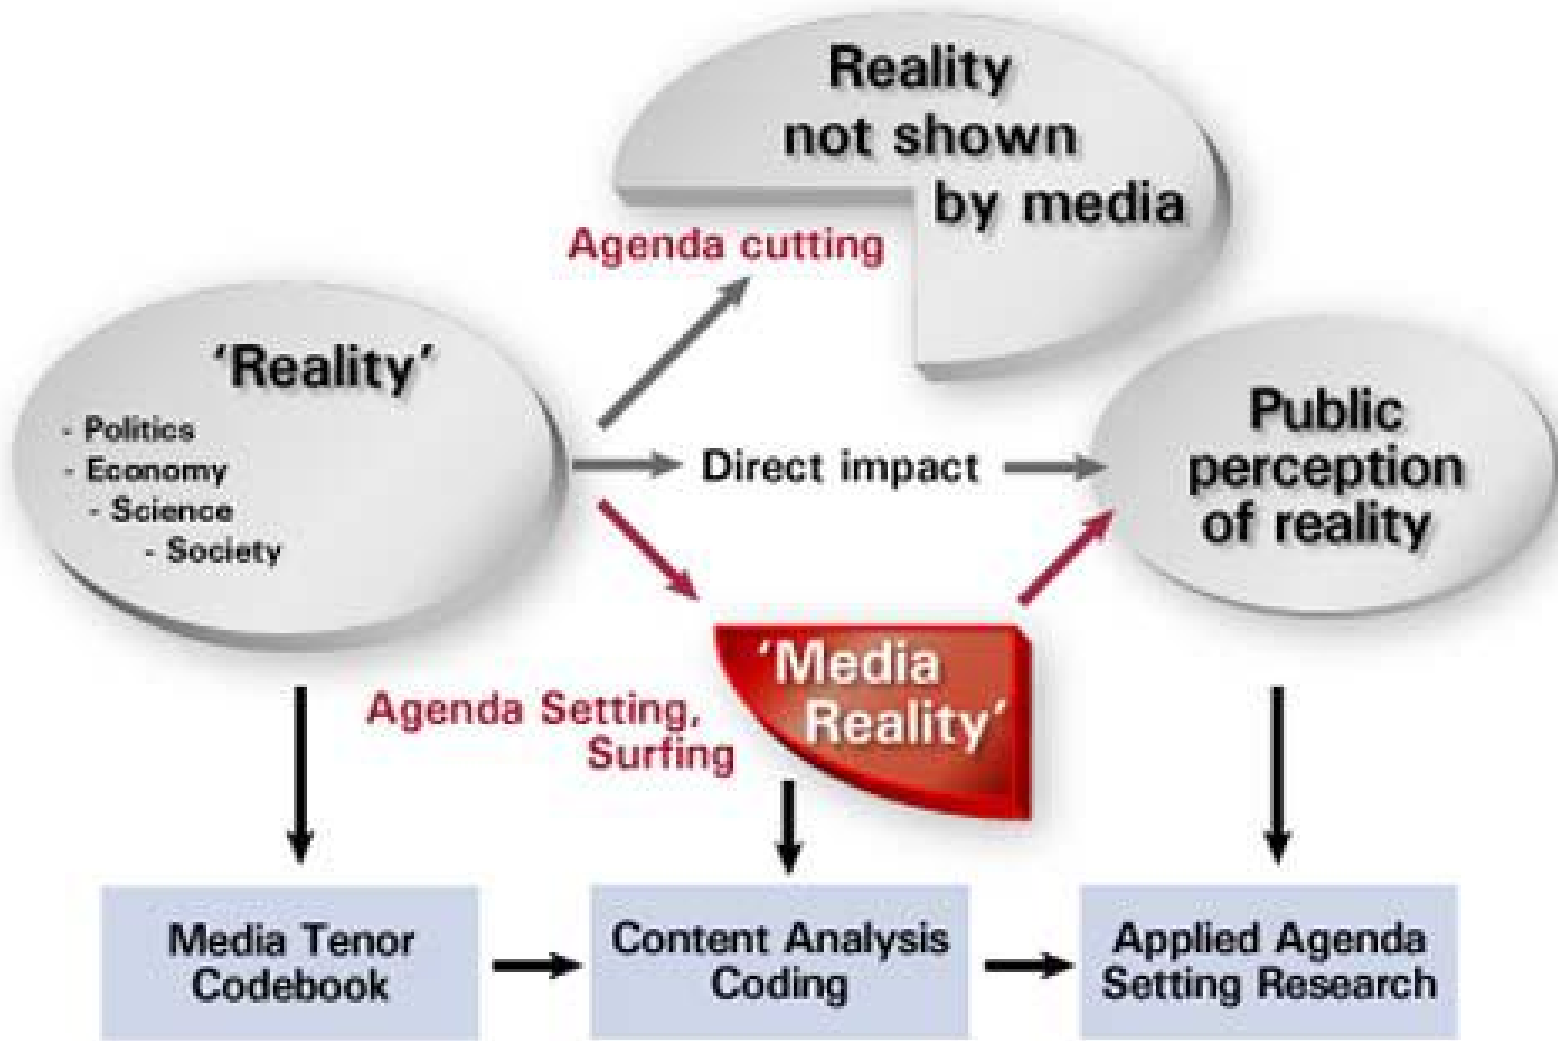 Reality
not shown
by media
Agenda cutting
‘Reality’
- Politics
- Economy
- Science
- Society
Direct impact
Public
perception
of reality
‘Media
Reality’
Agenda Setting,
Surfing
Media Tenor
Codebook
Content Analysis
Coding
Applied Agenda
Setting Research